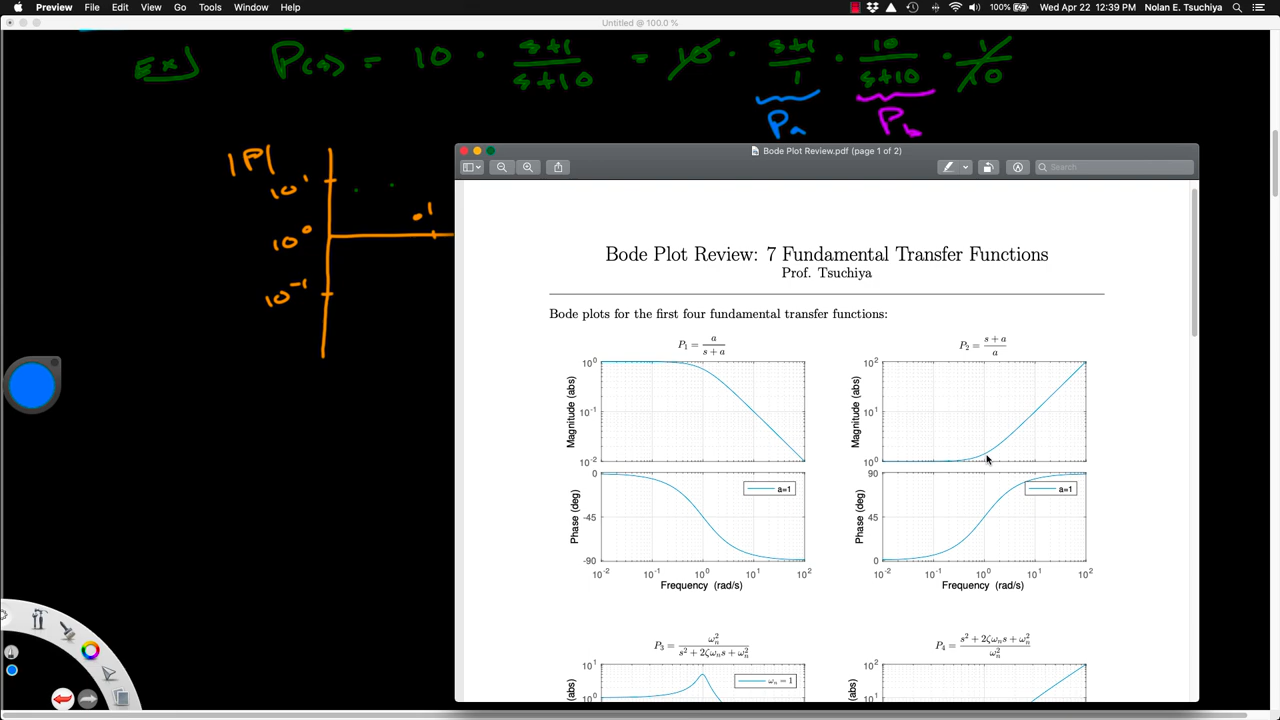 Preview File Edit View Go Tools Window Help 100% Wed Apr 22 12:39 PM Nolan E. Tsuchiya
Untitled @ 100.0 %
Ex) P(s) = 10 · s+1 / s+10 = 10 · s+1 / 1 · 10 / s+10 · 1 / 10
Pa Pb
|P|
10¹
.1
10⁰
10⁻¹
Bode Plot Review.pdf (page 1 of 2)
Search
Bode Plot Review: 7 Fundamental Transfer Functions
Prof. Tsuchiya
Bode plots for the first four fundamental transfer functions:
P₁ = a / s + a
10⁰
10⁻¹
10⁻²
Magnitude (abs)
0
-45
-90
Phase (deg)
a=1
10⁻² 10⁻¹ 10⁰ 10¹ 10²
Frequency (rad/s)
P₂ = s + a / a
10²
10¹
10⁰
Magnitude (abs)
90
45
0
Phase (deg)
a=1
10⁻² 10⁻¹ 10⁰ 10¹ 10²
Frequency (rad/s)
P₃ = ωₙ² / s² + 2ζωₙs + ωₙ²
10¹
10⁰
(abs)
ωₙ = 1
P₄ = s² + 2ζωₙs + ωₙ² / ωₙ²
10²
10¹
(abs)